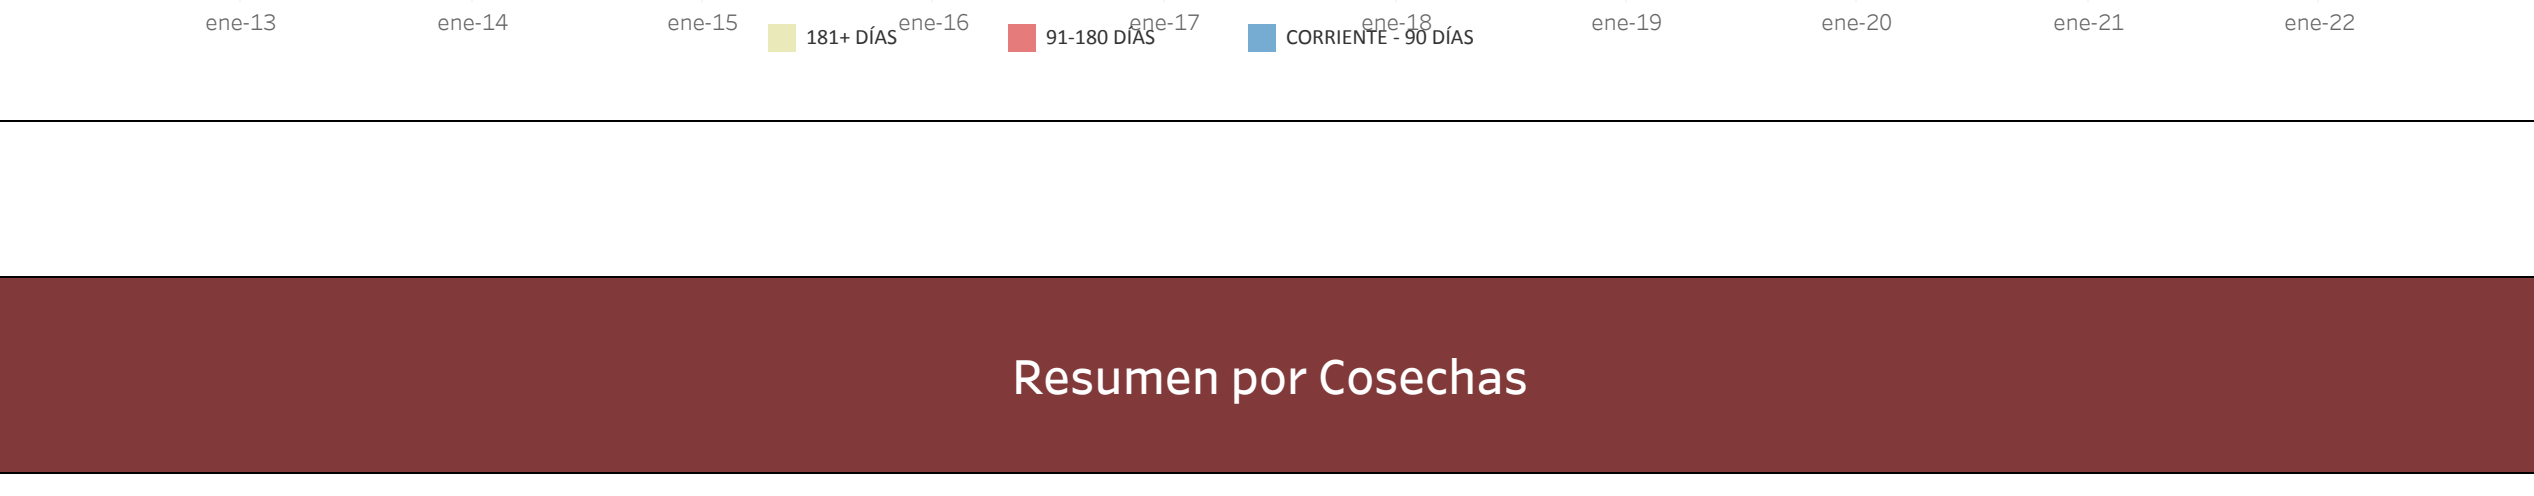 ene-13 ene-14 ene-15 ene-16 ene-17 ene-18 ene-19 ene-20 ene-21 ene-22
181+ DÍAS 91-180 DÍAS CORRIENTE - 90 DÍAS
Resumen por Cosechas